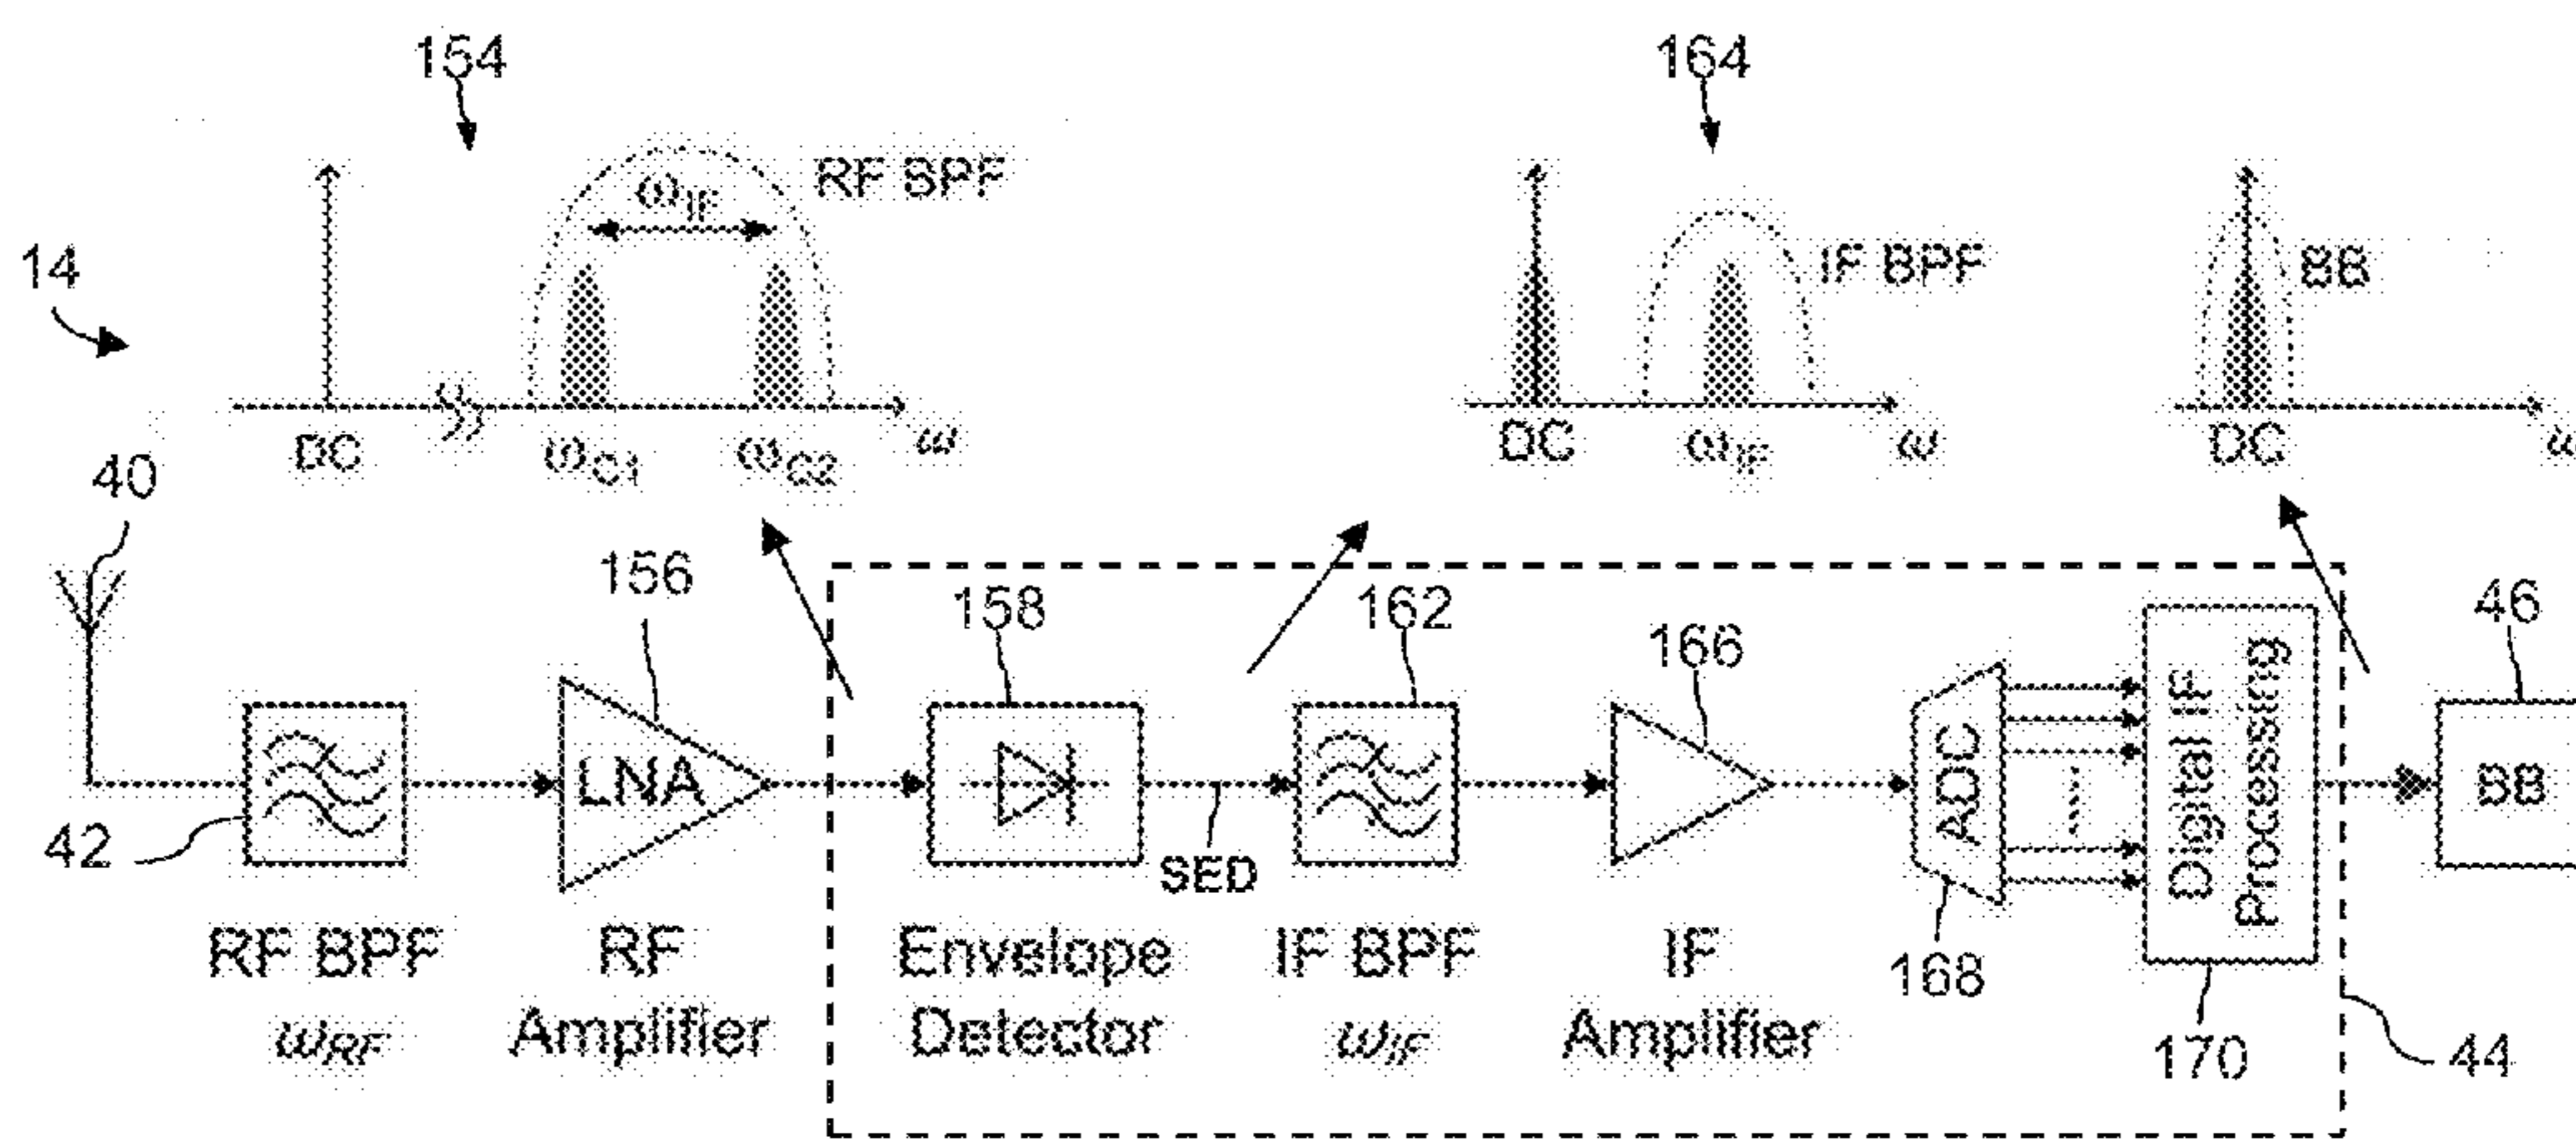 154
164
RF BPF
ω_IF
14
IF BPF
BB
DC
ω_C1
ω_C2
ω
DC
ω_IF
ω
DC
40
156
158
162
166
46
LNA
SED
ADC
Digital IF
Processing
BB
42
168
170
44
RF BPF
ω_RF
RF
Amplifier
Envelope
Detector
IF BPF
ω_IF
IF
Amplifier